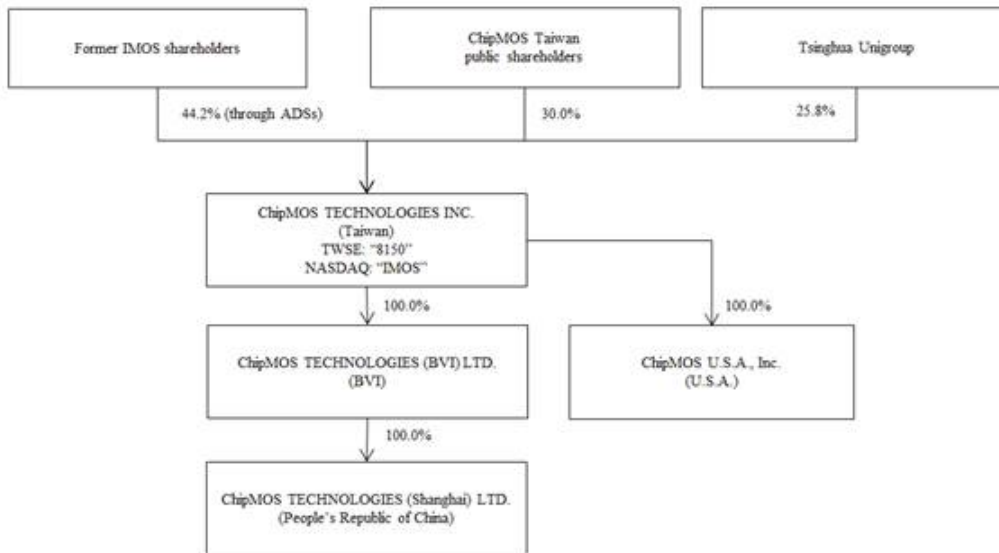 Former IMOS shareholders
ChipMOS Taiwan
public shareholders
Tsinghua Unigroup
44.2% (through ADSs)
30.0%
25.8%
ChipMOS TECHNOLOGIES INC.
(Taiwan)
TWSE: “8150”
NASDAQ: “IMOS”
100.0%
100.0%
ChipMOS TECHNOLOGIES (BVI) LTD.
(BVI)
ChipMOS U.S.A., Inc.
(U.S.A.)
100.0%
ChipMOS TECHNOLOGIES (Shanghai) LTD.
(People’s Republic of China)